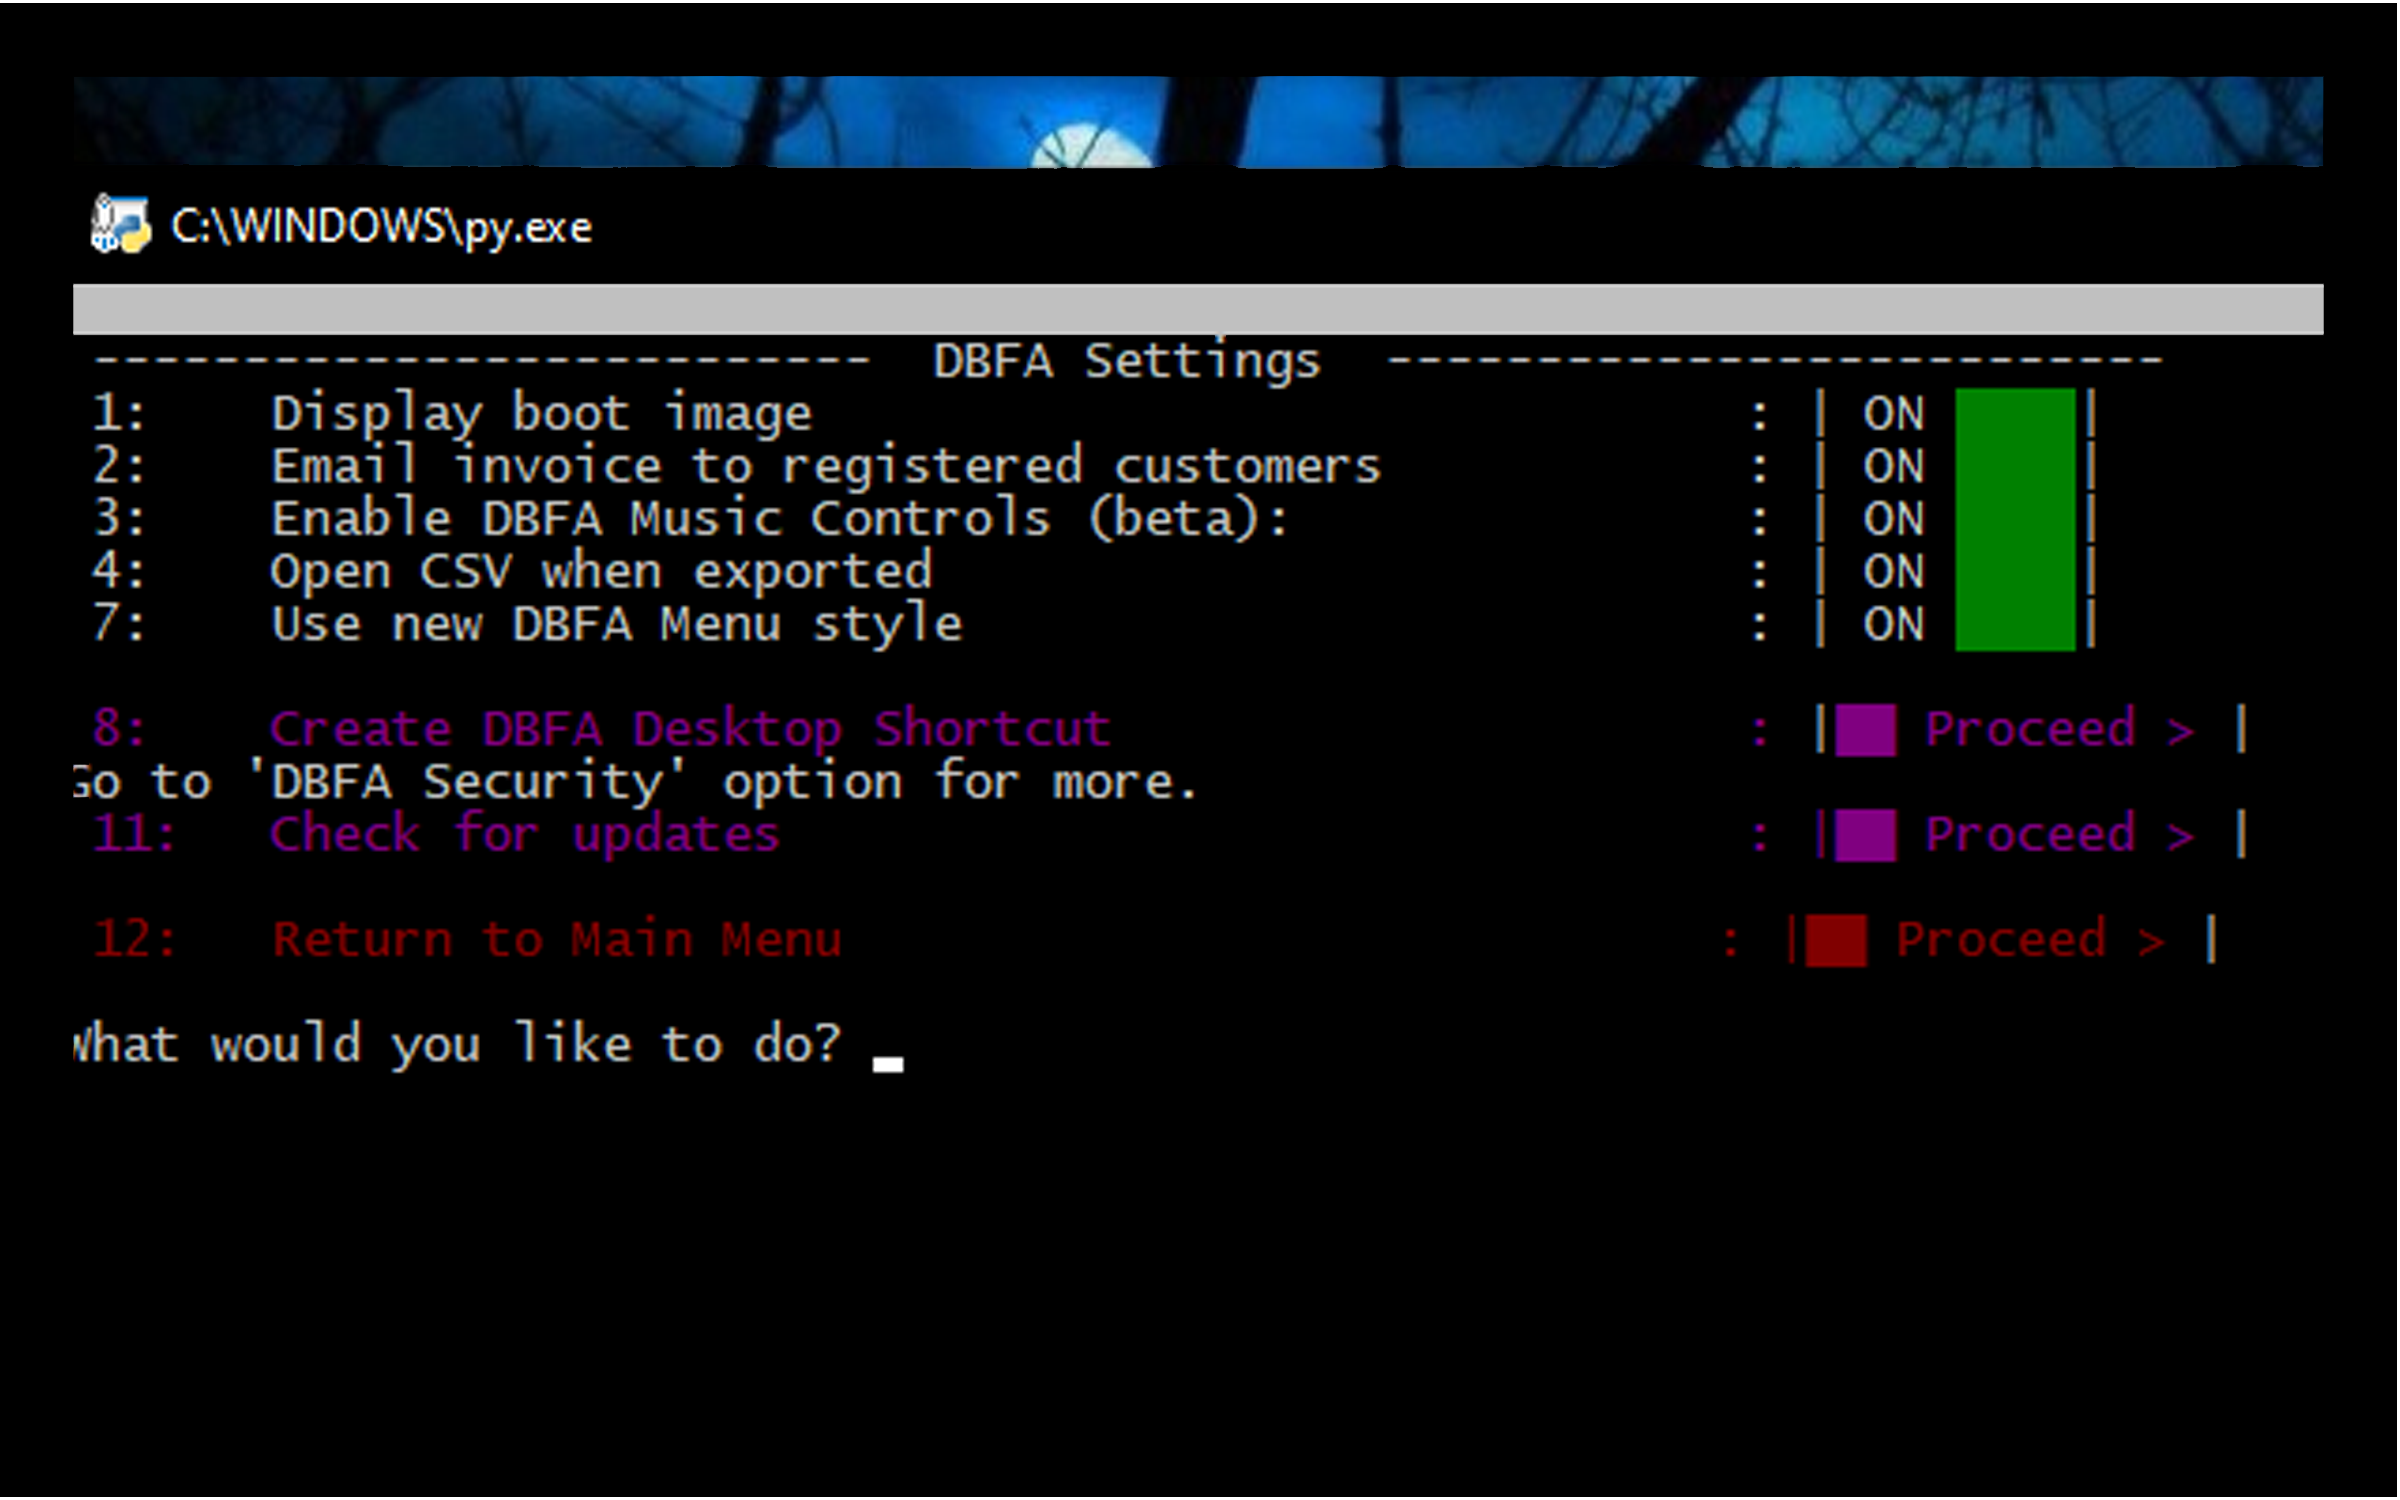 C:\WINDOWS\py.exe
-------------------------- DBFA Settings --------------------------
1: Display boot image : | ON |
2: Email invoice to registered customers : | ON |
3: Enable DBFA Music Controls (beta): : | ON |
4: Open CSV when exported : | ON |
7: Use new DBFA Menu style : | ON |
8: Create DBFA Desktop Shortcut : | Proceed > |
Go to 'DBFA Security' option for more.
11: Check for updates : | Proceed > |
12: Return to Main Menu : | Proceed > |
What would you like to do?